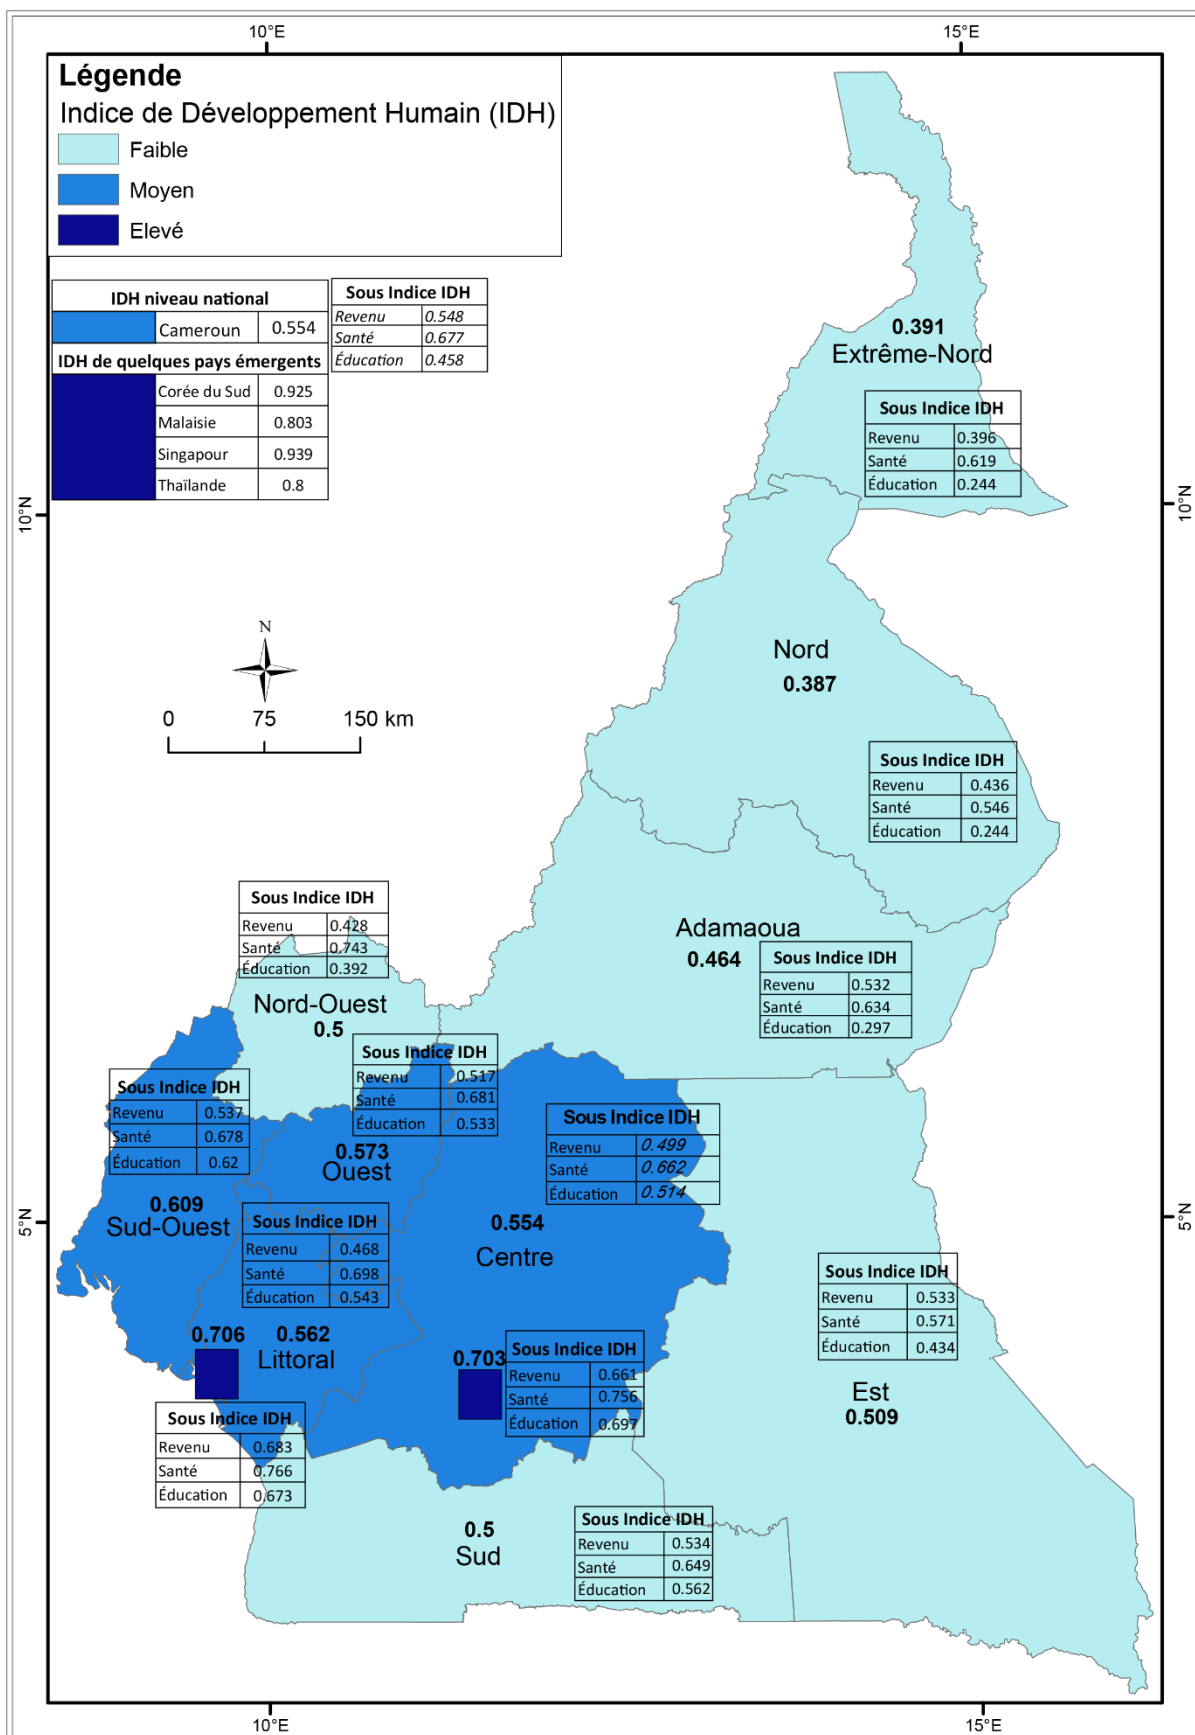 10°E
15°E
Légende
Indice de Développement Humain (IDH)
Faible
Moyen
Elevé
IDH niveau national
Cameroun 0.554
IDH de quelques pays émergents
Corée du Sud 0.925
Malaisie 0.803
Singapour 0.939
Thaïlande 0.8
Sous Indice IDH
Revenu 0.548
Santé 0.677
Éducation 0.458
0.391
Extrême-Nord
Sous Indice IDH
Revenu 0.396
Santé 0.619
Éducation 0.244
10°N
10°N
N
0 75 150 km
Nord
0.387
Sous Indice IDH
Revenu 0.436
Santé 0.546
Éducation 0.244
Adamaoua
0.464
Sous Indice IDH
Revenu 0.532
Santé 0.634
Éducation 0.297
Sous Indice IDH
Revenu 0.428
Santé 0.743
Éducation 0.392
Nord-Ouest
0.5
Sous Indice IDH
Revenu 0.517
Santé 0.681
Éducation 0.533
0.573
Ouest
Sous Indice IDH
Revenu 0.537
Santé 0.678
Éducation 0.62
0.609
Sud-Ouest
Sous Indice IDH
Revenu 0.499
Santé 0.662
Éducation 0.514
0.554
Centre
5°N
5°N
Sous Indice IDH
Revenu 0.468
Santé 0.698
Éducation 0.543
0.706
0.562
Littoral
Sous Indice IDH
Revenu 0.683
Santé 0.766
Éducation 0.673
0.703
Sous Indice IDH
Revenu 0.661
Santé 0.756
Éducation 0.697
Sous Indice IDH
Revenu 0.533
Santé 0.571
Éducation 0.434
Est
0.509
0.5
Sud
Sous Indice IDH
Revenu 0.534
Santé 0.649
Éducation 0.562
10°E
15°E